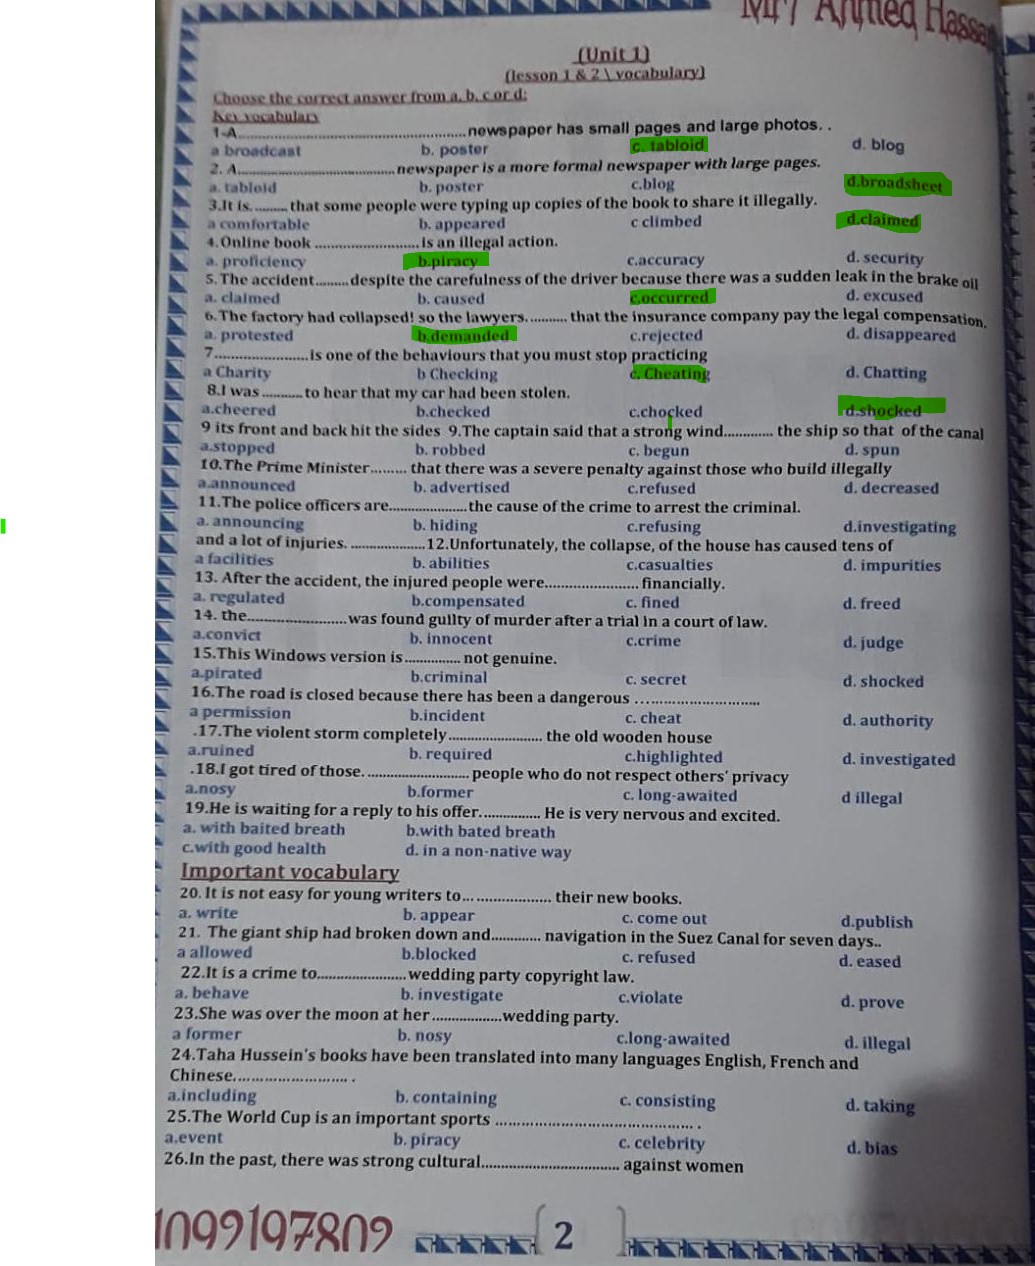 Mr / Ahmed Hassan
(Unit 1)
(lesson 1 & 2 \ vocabulary)
Choose the correct answer from a, b, c or d:
Key vocabulary
1-A............................................newspaper has small pages and large photos. .
a broadcast b. poster c. tabloid d. blog
2. A....................................newspaper is a more formal newspaper with large pages.
a. tabloid b. poster c.blog d.broadsheet
3.It is.......... that some people were typing up copies of the book to share it illegally.
a comfortable b. appeared c climbed d.claimed
4.Online book .......................... is an illegal action.
a. proficiency b.piracy c.accuracy d. security
5.The accident.........despite the carefulness of the driver because there was a sudden leak in the brake oil
a. claimed b. caused c.occurred d. excused
6.The factory had collapsed! so the lawyers........... that the insurance company pay the legal compensation.
a. protested b.demanded c.rejected d. disappeared
7........................is one of the behaviours that you must stop practicing
a Charity b Checking c. Cheating d. Chatting
8.I was .......... to hear that my car had been stolen.
a.cheered b.checked c.chocked d.shocked
9 its front and back hit the sides 9.The captain said that a strong wind............. the ship so that of the canal
a.stopped b. robbed c. begun d. spun
10.The Prime Minister......... that there was a severe penalty against those who build illegally
a.announced b. advertised c.refused d. decreased
11.The police officers are....................the cause of the crime to arrest the criminal.
a. announcing b. hiding c.refusing d.investigating
and a lot of injuries. ...................12.Unfortunately, the collapse, of the house has caused tens of
a facilities b. abilities c.casualties d. impurities
13. After the accident, the injured people were........................ financially.
a. regulated b.compensated c. fined d. freed
14. the.........................was found guilty of murder after a trial in a court of law.
a.convict b. innocent c.crime d. judge
15.This Windows version is .............. not genuine.
a.pirated b.criminal c. secret d. shocked
16.The road is closed because there has been a dangerous .............................
a permission b.incident c. cheat d. authority
.17.The violent storm completely........................ the old wooden house
a.ruined b. required c.highlighted d. investigated
.18.I got tired of those. .......................... people who do not respect others' privacy
a.nosy b.former c. long-awaited d illegal
19.He is waiting for a reply to his offer................ He is very nervous and excited.
a. with baited breath b.with bated breath
c.with good health d. in a non-native way
Important vocabulary
20. It is not easy for young writers to... ................... their new books.
a. write b. appear c. come out d.publish
21. The giant ship had broken down and............. navigation in the Suez Canal for seven days..
a allowed b.blocked c. refused d. eased
22.It is a crime to.......................wedding party copyright law.
a. behave b. investigate c.violate d. prove
23.She was over the moon at her ..................wedding party.
a former b. nosy c.long-awaited d. illegal
24.Taha Hussein's books have been translated into many languages English, French and
Chinese........................... .
a.including b. containing c. consisting d. taking
25.The World Cup is an important sports ............................................ .
a.event b. piracy c. celebrity d. bias
26.In the past, there was strong cultural................................... against women
1099197809
2